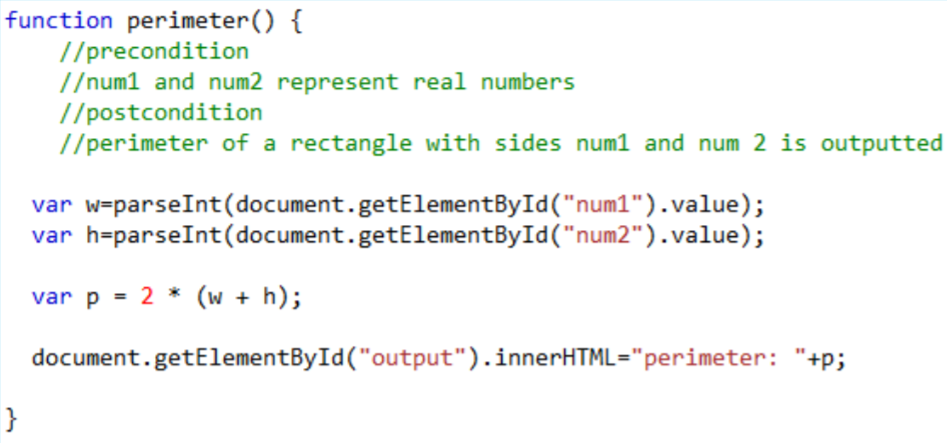 function perimeter() {
    //precondition
    //num1 and num2 represent real numbers
    //postcondition
    //perimeter of a rectangle with sides num1 and num 2 is outputted
  var w=parseInt(document.getElementById("num1").value);
  var h=parseInt(document.getElementById("num2").value);
  var p = 2 * (w + h);
  document.getElementById("output").innerHTML="perimeter: "+p;
}